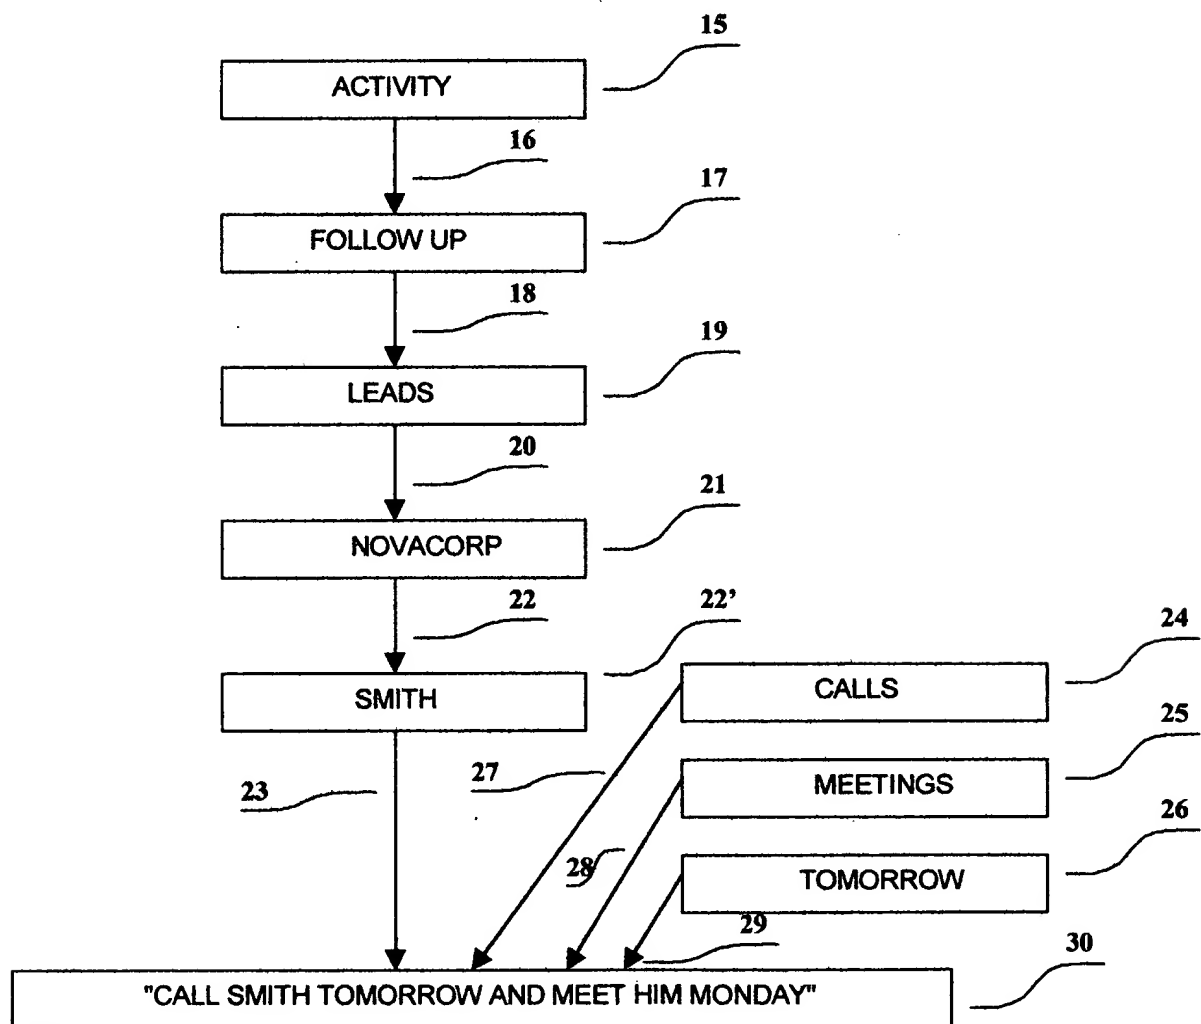 15
ACTIVITY
16
17
FOLLOW UP
18
19
LEADS
20
21
NOVACORP
22
22’
24
SMITH
CALLS
25
23
27
MEETINGS
26
28
TOMORROW
29
30
"CALL SMITH TOMORROW AND MEET HIM MONDAY"